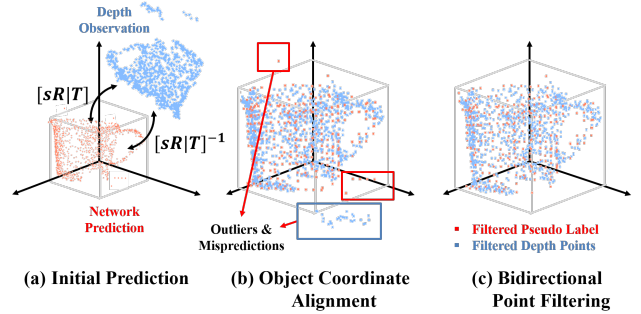 Depth
Observation
[sR|T]
[sR|T]⁻¹
Network
Prediction
Outliers &
Mispredictions
Filtered Pseudo Label
Filtered Depth Points
(a) Initial Prediction
(b) Object Coordinate
Alignment
(c) Bidirectional
Point Filtering